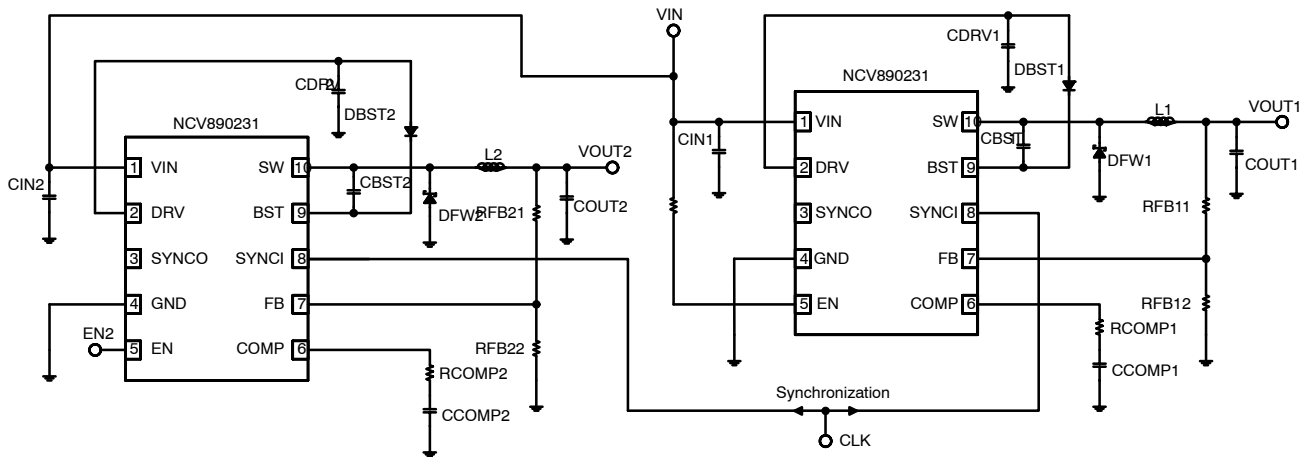 VIN
CDRV1
DBST1
NCV890231
CDRV2
DBST2
NCV890231
L1
VOUT1
1 VIN SW 10
CIN1
CBST1
DFW1
COUT1
2 DRV BST 9
L2
VOUT2
1 VIN SW 10
CIN2
CBST2
DFW2
COUT2
2 DRV BST 9
RFB21
3 SYNCO SYNCI 8
RFB11
3 SYNCO SYNCI 8
4 GND FB 7
4 GND FB 7
5 EN COMP 6
RFB12
EN2
5 EN COMP 6
RFB22
RCOMP1
CCOMP1
RCOMP2
CCOMP2
Synchronization
CLK